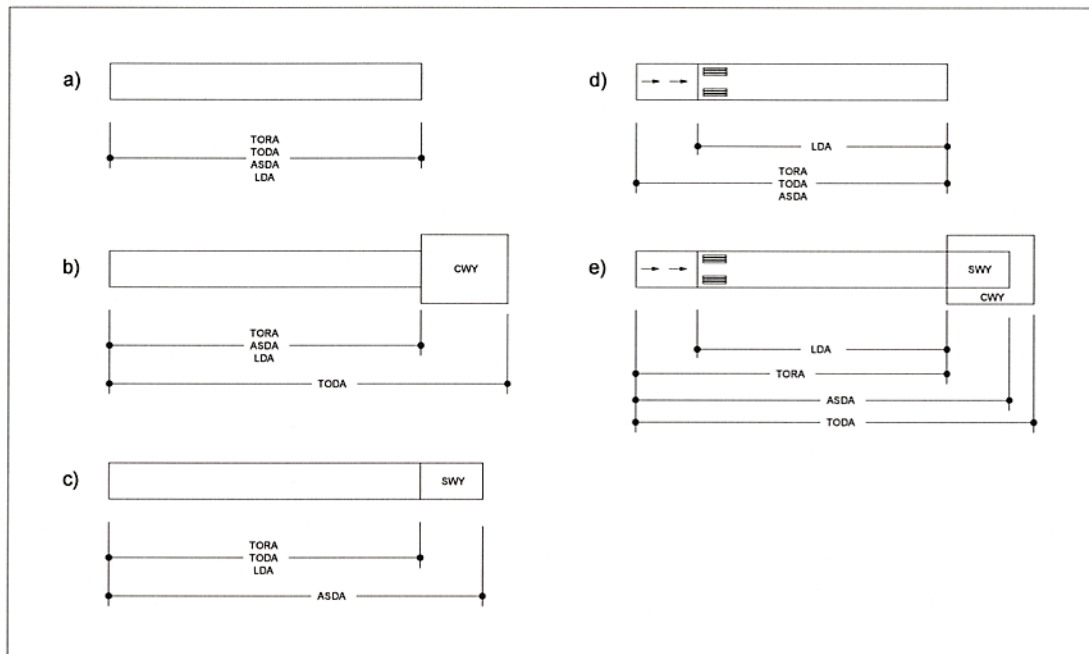 a)
TORA
TODA
ASDA
LDA
b)
CWY
TORA
ASDA
LDA
TODA
c)
SWY
TORA
TODA
LDA
ASDA
d)
LDA
TORA
TODA
ASDA
e)
SWY
CWY
LDA
TORA
ASDA
TODA